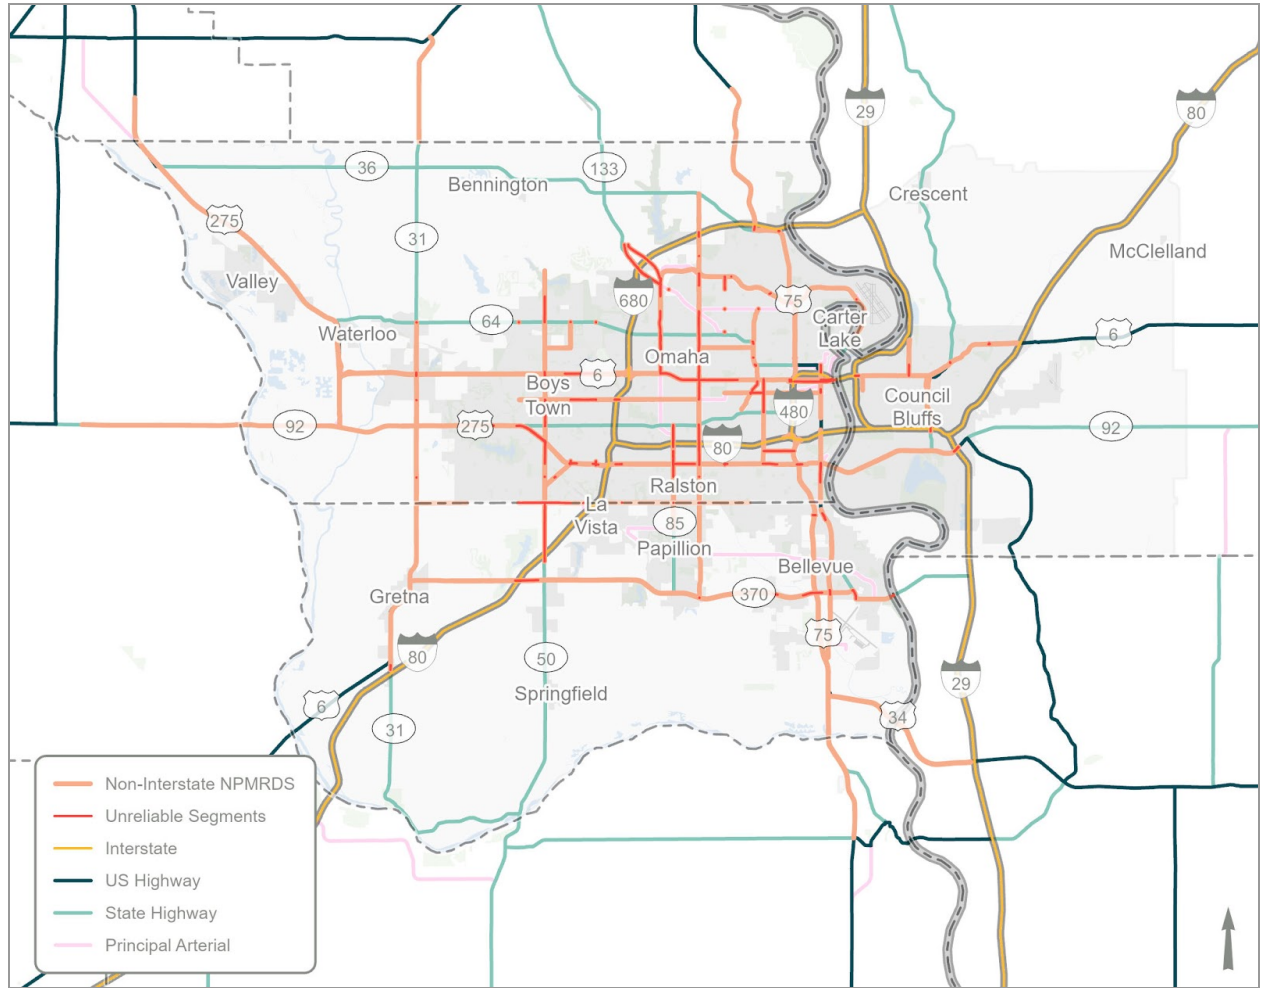 29
80
36
133
Bennington
Crescent
275
31
McClelland
Valley
680
75
64
Carter
Lake
Waterloo
6
Omaha
6
Boys
Town
480
Council
Bluffs
92
275
92
80
Ralston
La
Vista
85
Papillion
Bellevue
370
Gretna
75
80
50
29
Springfield
6
34
31
Non-Interstate NPMRDS
Unreliable Segments
Interstate
US Highway
State Highway
Principal Arterial